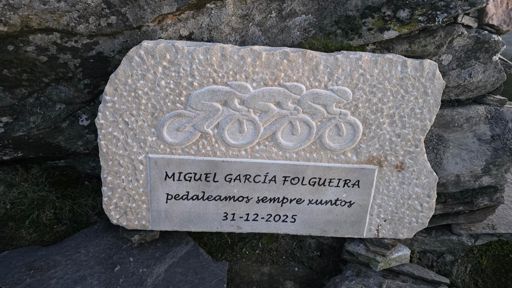 MIGUEL GARCÍA FOLGUEIRA
pedaleamos sempre xuntos
31-12-2025